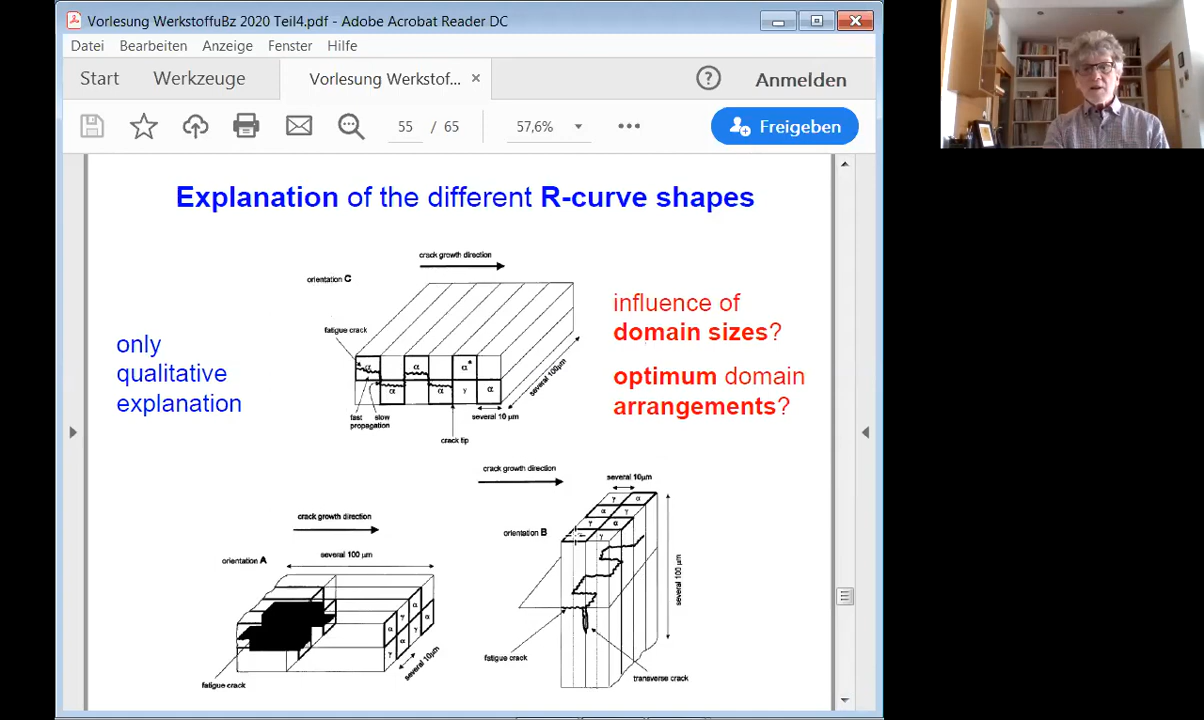 Vorlesung WerkstoffuBz 2020 Teil4.pdf - Adobe Acrobat Reader DC
Datei Bearbeiten Anzeige Fenster Hilfe
Start Werkzeuge Vorlesung Werkstof... × ? Anmelden
55 / 65 57,6% Freigeben
Explanation of the different R-curve shapes
crack growth direction
orientation C
fatigue crack
α α α*
α α γ α
fast slow
propagation
crack tip
several 10 µm
several 100µm
only
qualitative
explanation
influence of
domain sizes?
optimum domain
arrangements?
crack growth direction
orientation A
several 100 µm
α γ α
γ α γ α
several 10µm
fatigue crack
crack growth direction
several 10µm
orientation B
γ α
α γ
γ α
γ
several 100 µm
fatigue crack
transverse crack